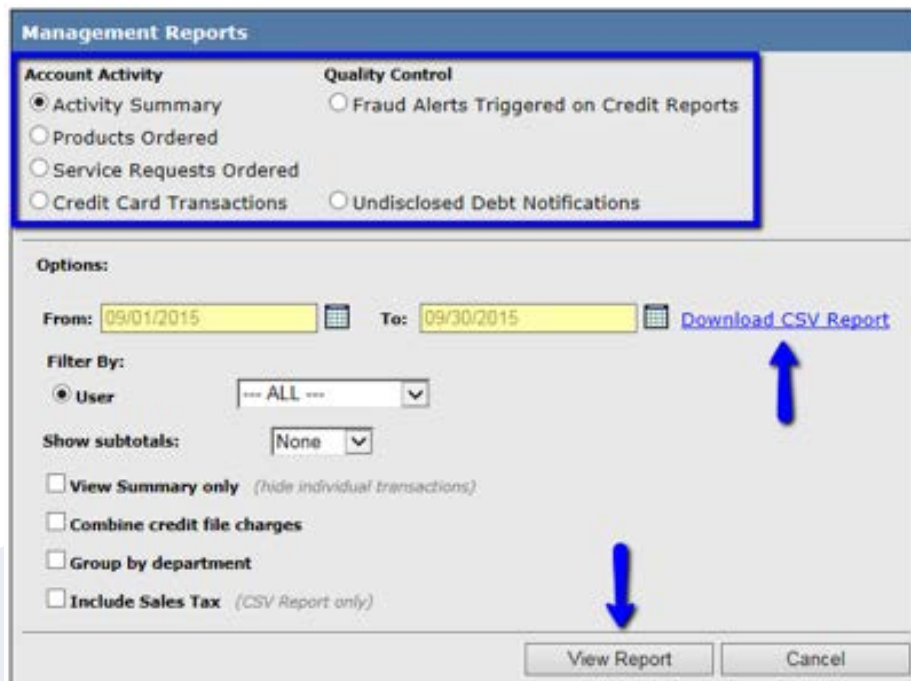 Management Reports
Account Activity Quality Control
Activity Summary Fraud Alerts Triggered on Credit Reports
Products Ordered
Service Requests Ordered
Credit Card Transactions Undisclosed Debt Notifications
Options:
From: 09/01/2015 To: 09/30/2015 Download CSV Report
Filter By:
User --- ALL ---
Show subtotals: None
View Summary only (hide individual transactions)
Combine credit file charges
Group by department
Include Sales Tax (CSV Report only)
View Report Cancel